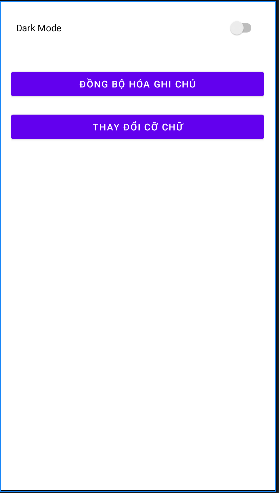 Dark Mode
ĐỒNG BỘ HÓA GHI CHÚ
THAY ĐỔI CỠ CHỮ